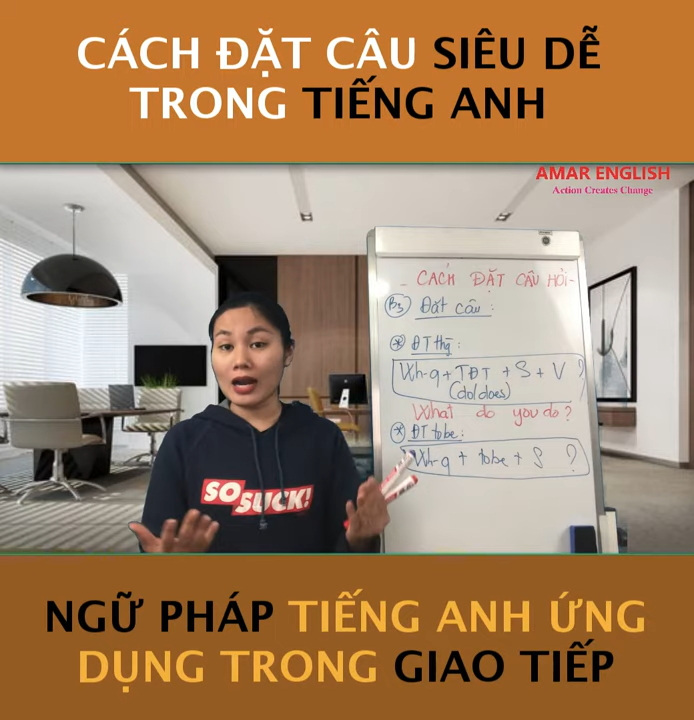 CÁCH ĐẶT CÂU SIÊU DỄ
TRONG TIẾNG ANH
AMAR ENGLISH
Action Creates Change
- CÁCH ĐẶT CÂU HỎI -
B3 Đặt câu :
* ĐT thg :
Wh-q + TĐT + S + V ?
(do/does)
What do you do ?
* ĐT tobe :
Wh-q + tobe + S ?
SO SUCK!
NGỮ PHÁP TIẾNG ANH ỨNG
DỤNG TRONG GIAO TIẾP